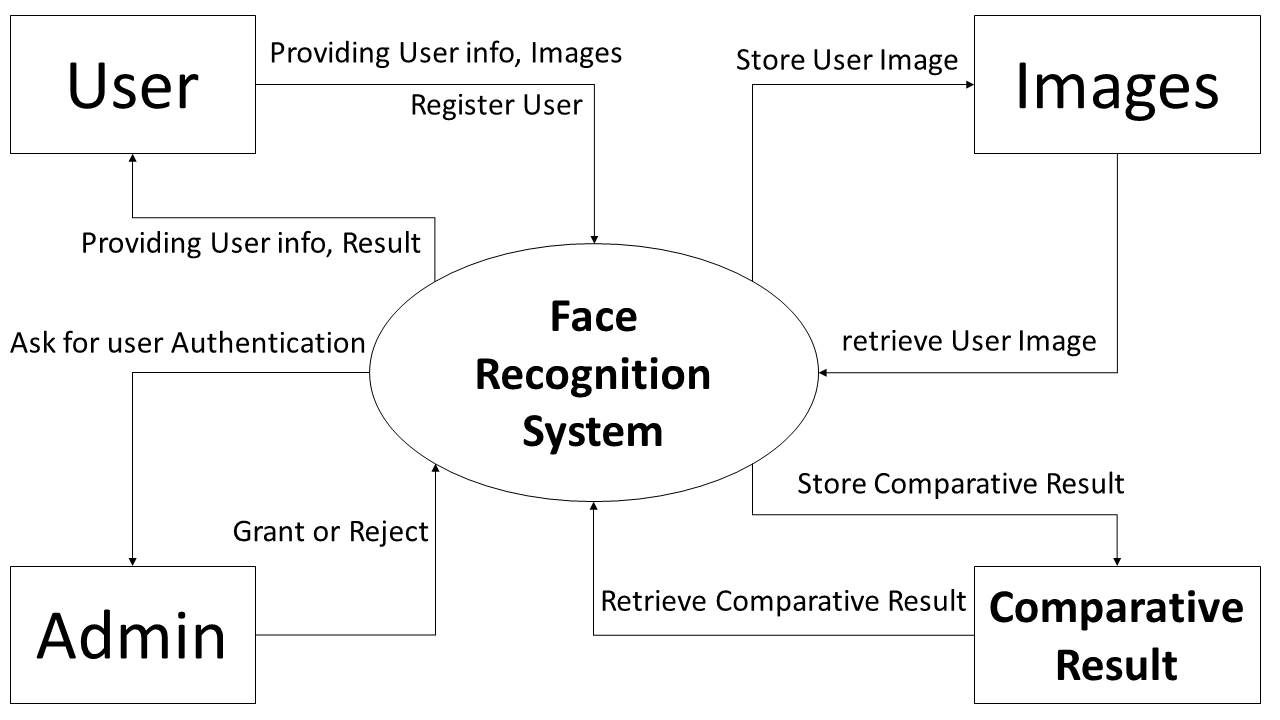 User
Providing User info, Images
Register User
Store User Image
Images
Providing User info, Result
Ask for user Authentication
retrieve User Image
Face
Recognition
System
Store Comparative Result
Grant or Reject
Retrieve Comparative Result
Admin
Comparative
Result